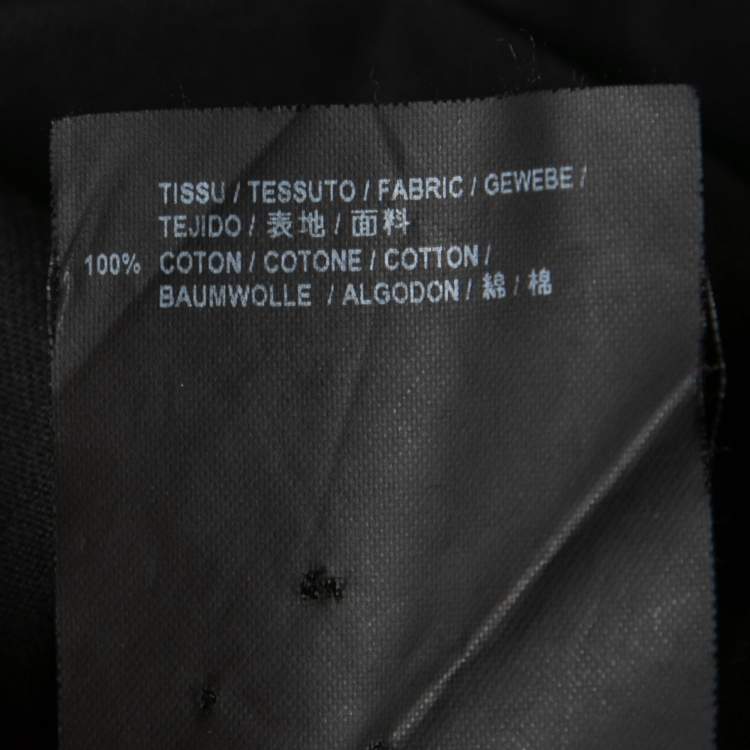 TISSU / TESSUTO / FABRIC / GEWEBE /
TEJIDO / 表地 / 面料
100% COTON / COTONE / COTTON /
BAUMWOLLE / ALGODON / 綿 / 棉